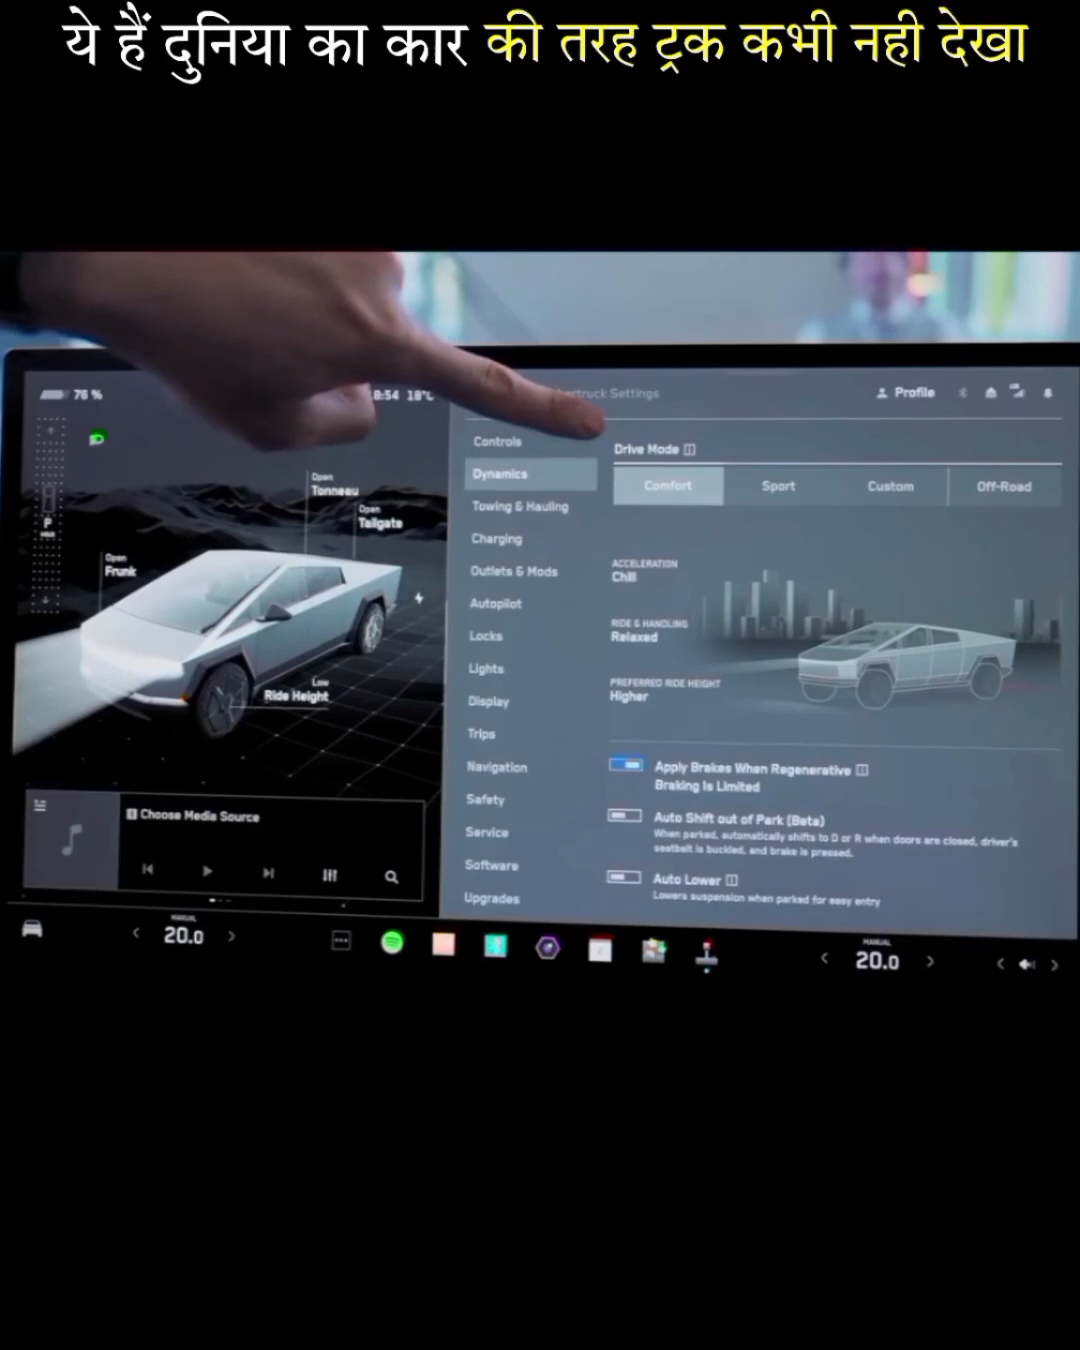 ये हैं दुनिया का कार की तरह ट्रक कभी नही देखा
76 %
8:54 18°C
Settings
Profile
Controls
Dynamics
Towing & Hauling
Charging
Outlets & Mods
Autopilot
Locks
Lights
Display
Trips
Navigation
Safety
Service
Software
Upgrades
Drive Mode
Comfort Sport Custom Off-Road
ACCELERATION
Chill
RIDE & HANDLING
Relaxed
PREFERRED RIDE HEIGHT
Higher
Apply Brakes When Regenerative
Braking Is Limited
Auto Shift out of Park (Beta)
When parked, automatically shifts to D or R when doors are closed, driver's
seatbelt is buckled, and brake is pressed.
Auto Lower
Lowers suspension when parked for easy entry
Open
Tonneau
Open
Tailgate
Open
Frunk
P
Low
Ride Height
Choose Media Source
MANUAL
20.0
MANUAL
20.0